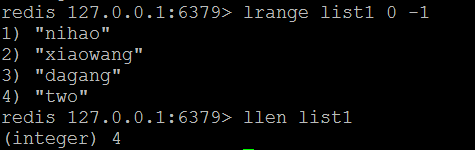 redis 127.0.0.1:6379> lrange list1 0 -1
1) "nihao"
2) "xiaowang"
3) "dagang"
4) "two"
redis 127.0.0.1:6379> llen list1
(integer) 4